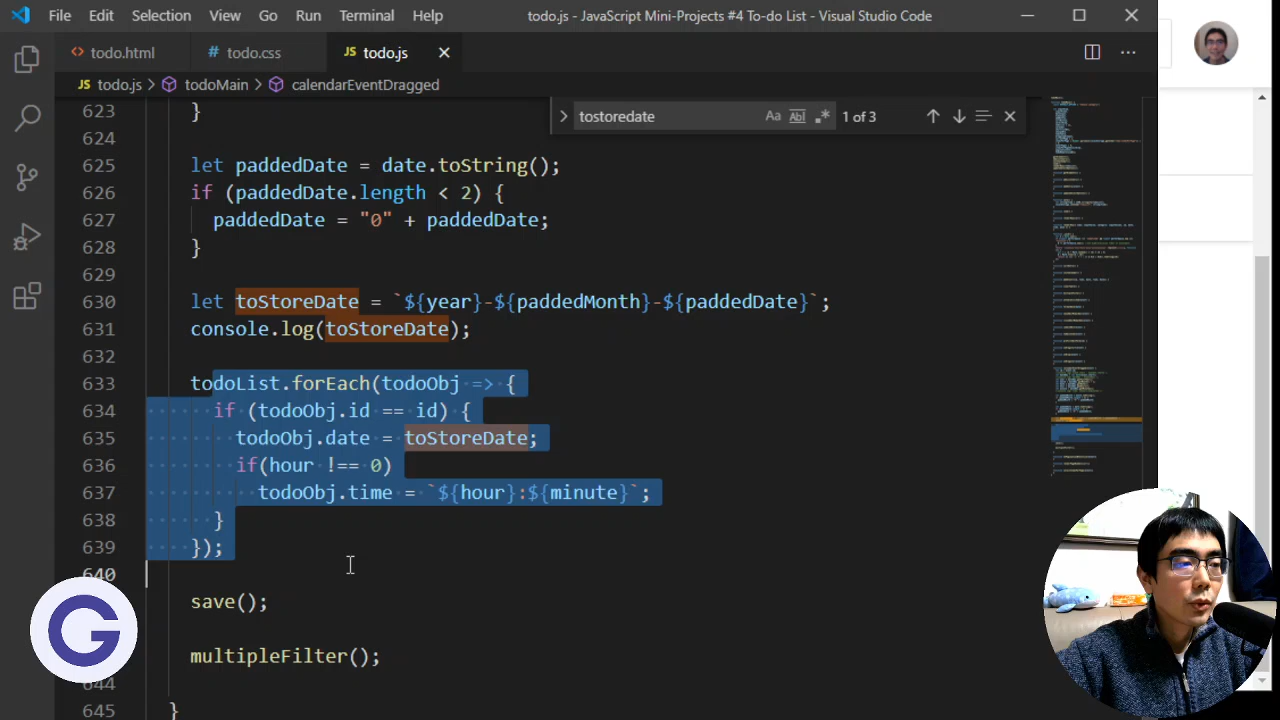 File Edit Selection View Go Run Terminal Help todo.js - JavaScript Mini-Projects #4 To-do List - Visual Studio Code
<> todo.html # todo.css JS todo.js
JS todo.js > todoMain > calendarEventDragged
tostoredate Aa Abl .* 1 of 3
623 }
624
625 let paddedDate = date.toString();
626 if (paddedDate.length < 2) {
627 paddedDate = "0" + paddedDate;
628 }
629
630 let toStoreDate = `${year}-${paddedMonth}-${paddedDate}`;
631 console.log(toStoreDate);
632
633 todoList.forEach(todoObj => {
634 if (todoObj.id == id) {
635 todoObj.date = toStoreDate;
636 if(hour !== 0)
637 todoObj.time = `${hour}:${minute}`;
638 }
639 });
640
save();
multipleFilter();
644
645 }
G